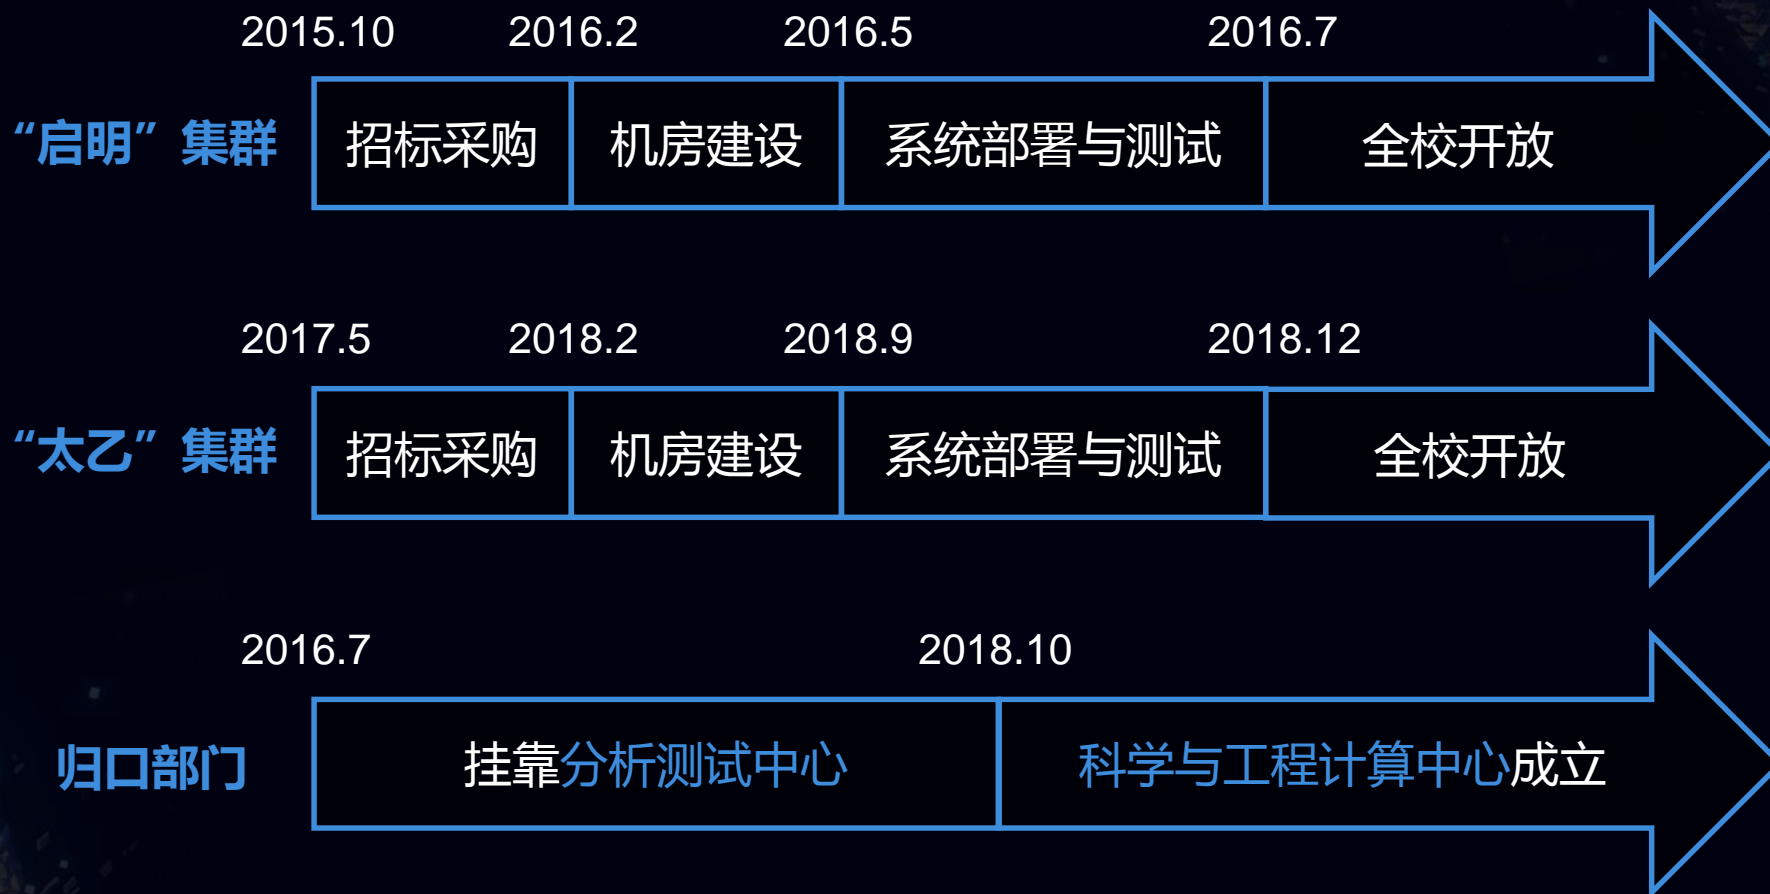 2015.10 2016.2 2016.5 2016.7
“启明”集群 招标采购 机房建设 系统部署与测试 全校开放
2017.5 2018.2 2018.9 2018.12
“太乙”集群 招标采购 机房建设 系统部署与测试 全校开放
2016.7 2018.10
归口部门 挂靠分析测试中心 科学与工程计算中心成立